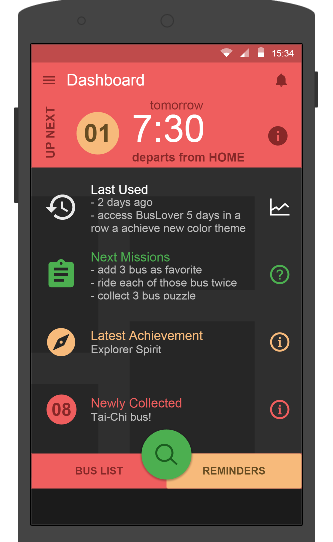 15:34
Dashboard
UP NEXT
01
tomorrow
7:30
departs from HOME
Last Used
- 2 days ago
- access BusLover 5 days in a
row a achieve new color theme
Next Missions
- add 3 bus as favorite
- ride each of those bus twice
- collect 3 bus puzzle
Latest Achievement
Explorer Spirit
08
Newly Collected
Tai-Chi bus!
BUS LIST
REMINDERS